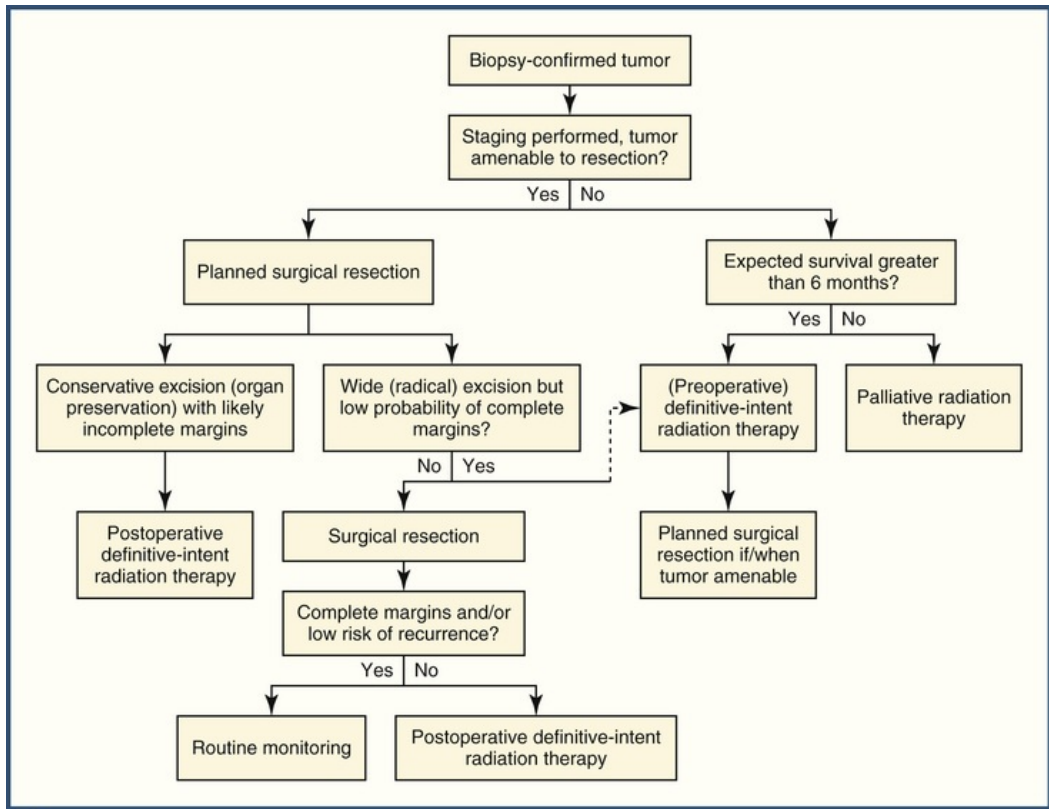 Biopsy-confirmed tumor
Staging performed, tumor
amenable to resection?
Yes No
Planned surgical resection
Expected survival greater
than 6 months?
Yes No
Conservative excision (organ
preservation) with likely
incomplete margins
Wide (radical) excision but
low probability of complete
margins?
(Preoperative)
definitive-intent
radiation therapy
Palliative radiation
therapy
No Yes
Postoperative
definitive-intent
radiation therapy
Surgical resection
Planned surgical
resection if/when
tumor amenable
Complete margins and/or
low risk of recurrence?
Yes No
Routine monitoring
Postoperative definitive-intent
radiation therapy